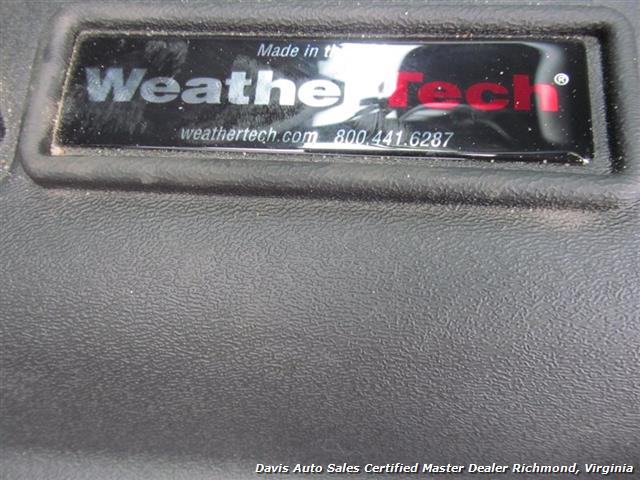 Made in the
WeatherTech®
weathertech.com 800.441.6287
Davis Auto Sales Certified Master Dealer Richmond, Virginia